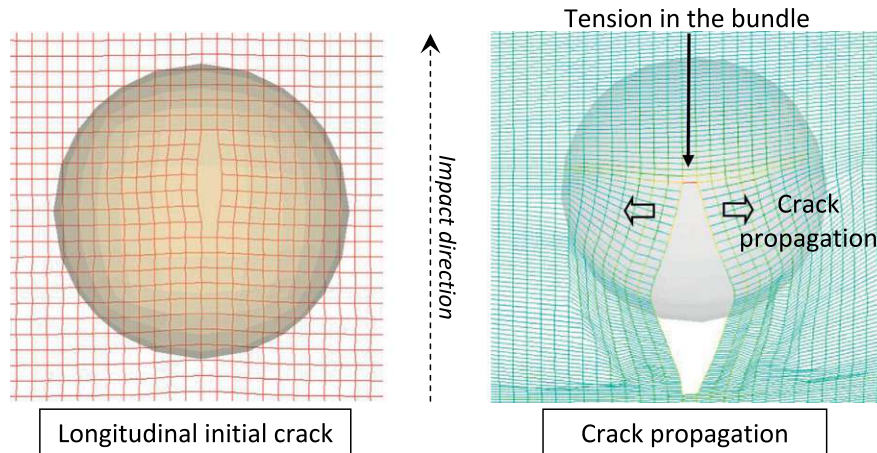 Tension in the bundle
Impact direction
Crack
propagation
Longitudinal initial crack
Crack propagation